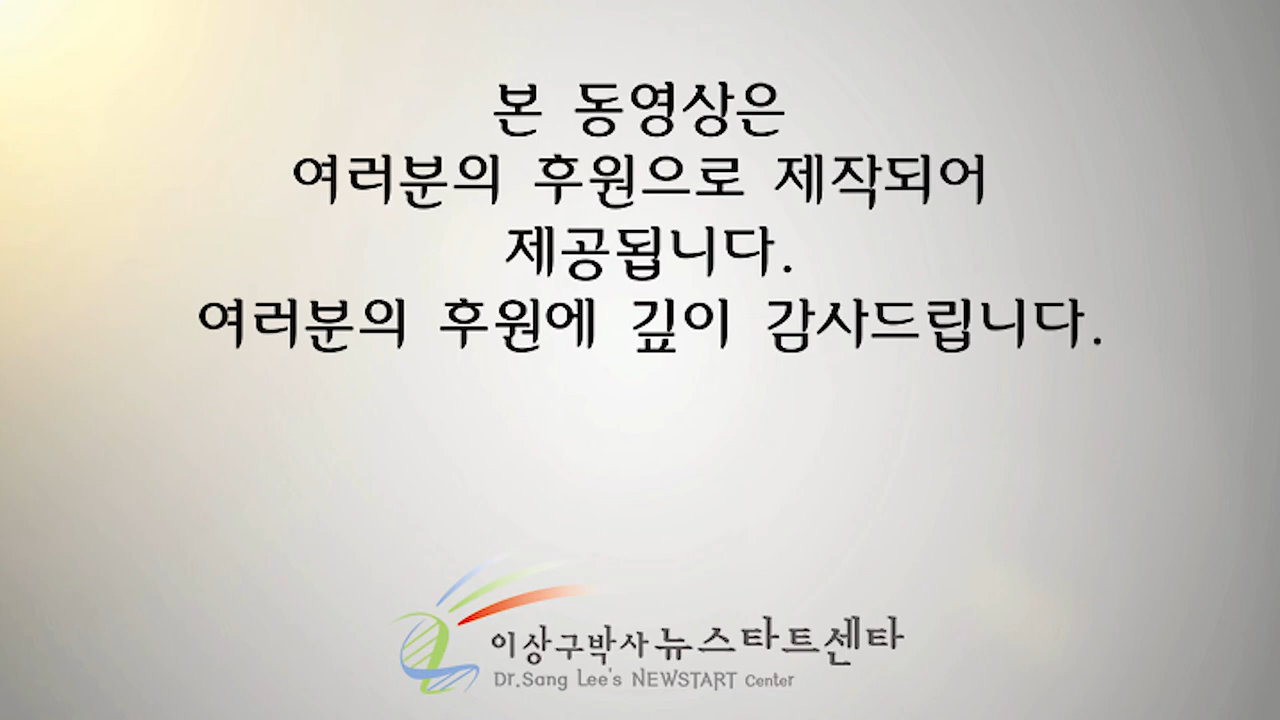 본 동영상은
여러분의 후원으로 제작되어
제공됩니다.
여러분의 후원에 깊이 감사드립니다.
이상구박사뉴스타트센타
Dr.Sang Lee's NEWSTART Center